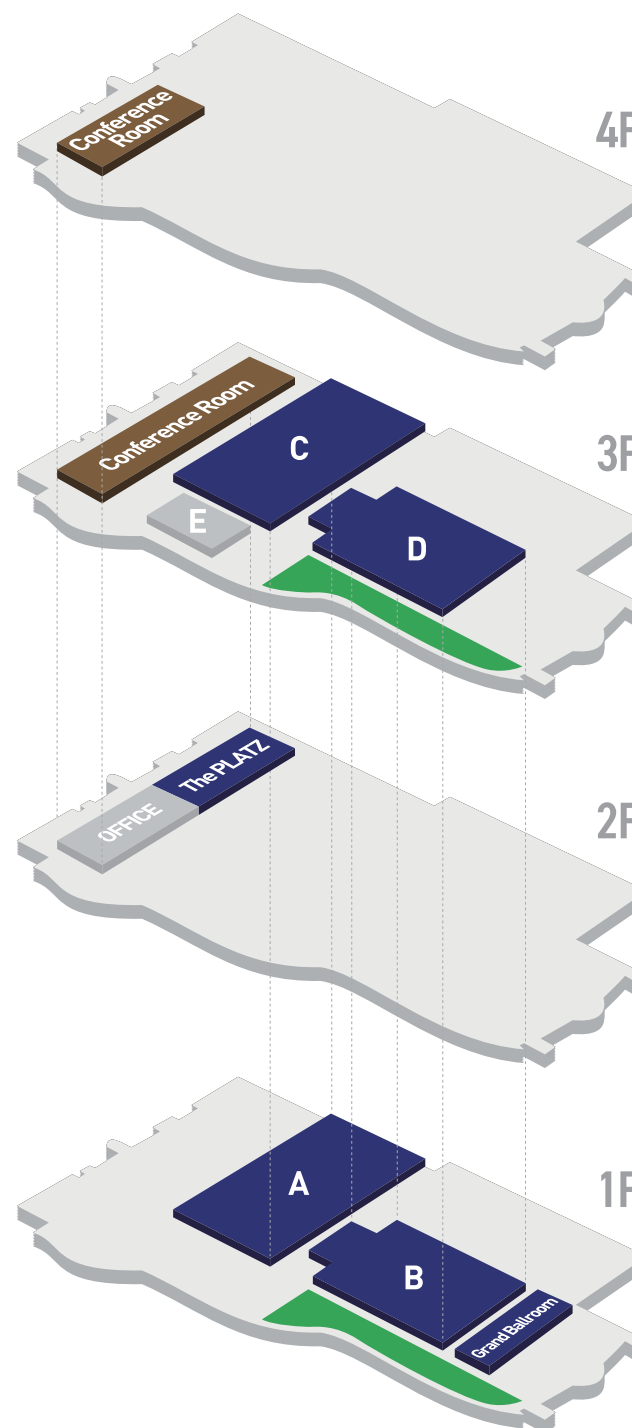 4F
Conference
Room
3F
Conference Room
C
E
D
2F
The PLATZ
OFFICE
1F
A
B
Grand Ballroom